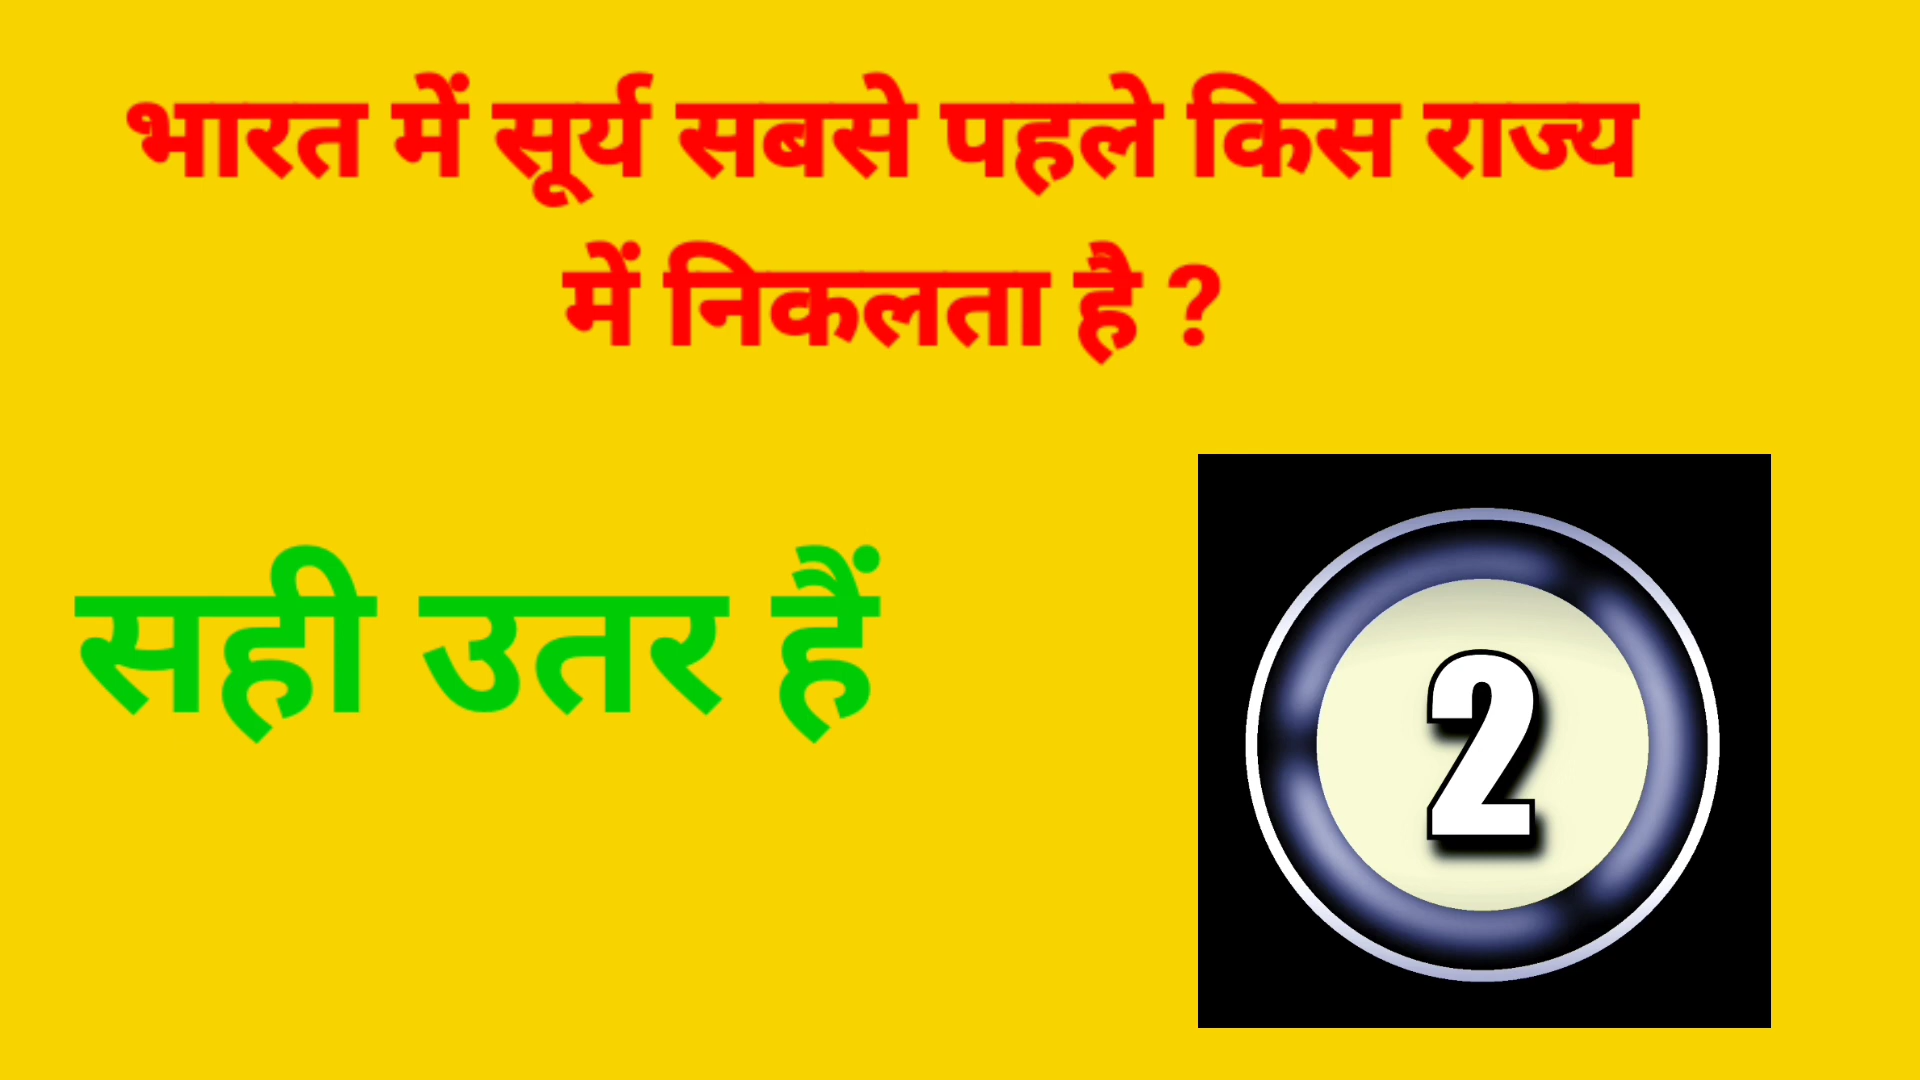 भारत में सूर्य सबसे पहले किस राज्य
में निकलता है ?
सही उतर हैं
2